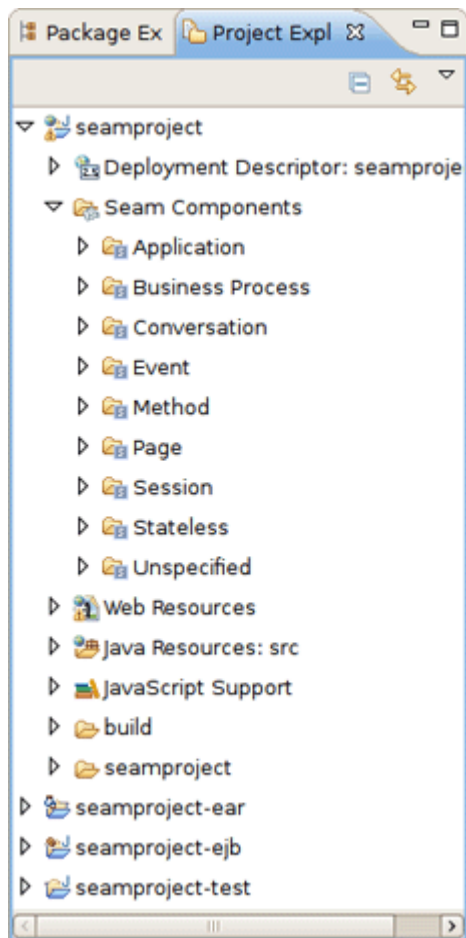 Package Ex Project Expl
seamproject
Deployment Descriptor: seamproje
Seam Components
Application
Business Process
Conversation
Event
Method
Page
Session
Stateless
Unspecified
Web Resources
Java Resources: src
JavaScript Support
build
seamproject
seamproject-ear
seamproject-ejb
seamproject-test